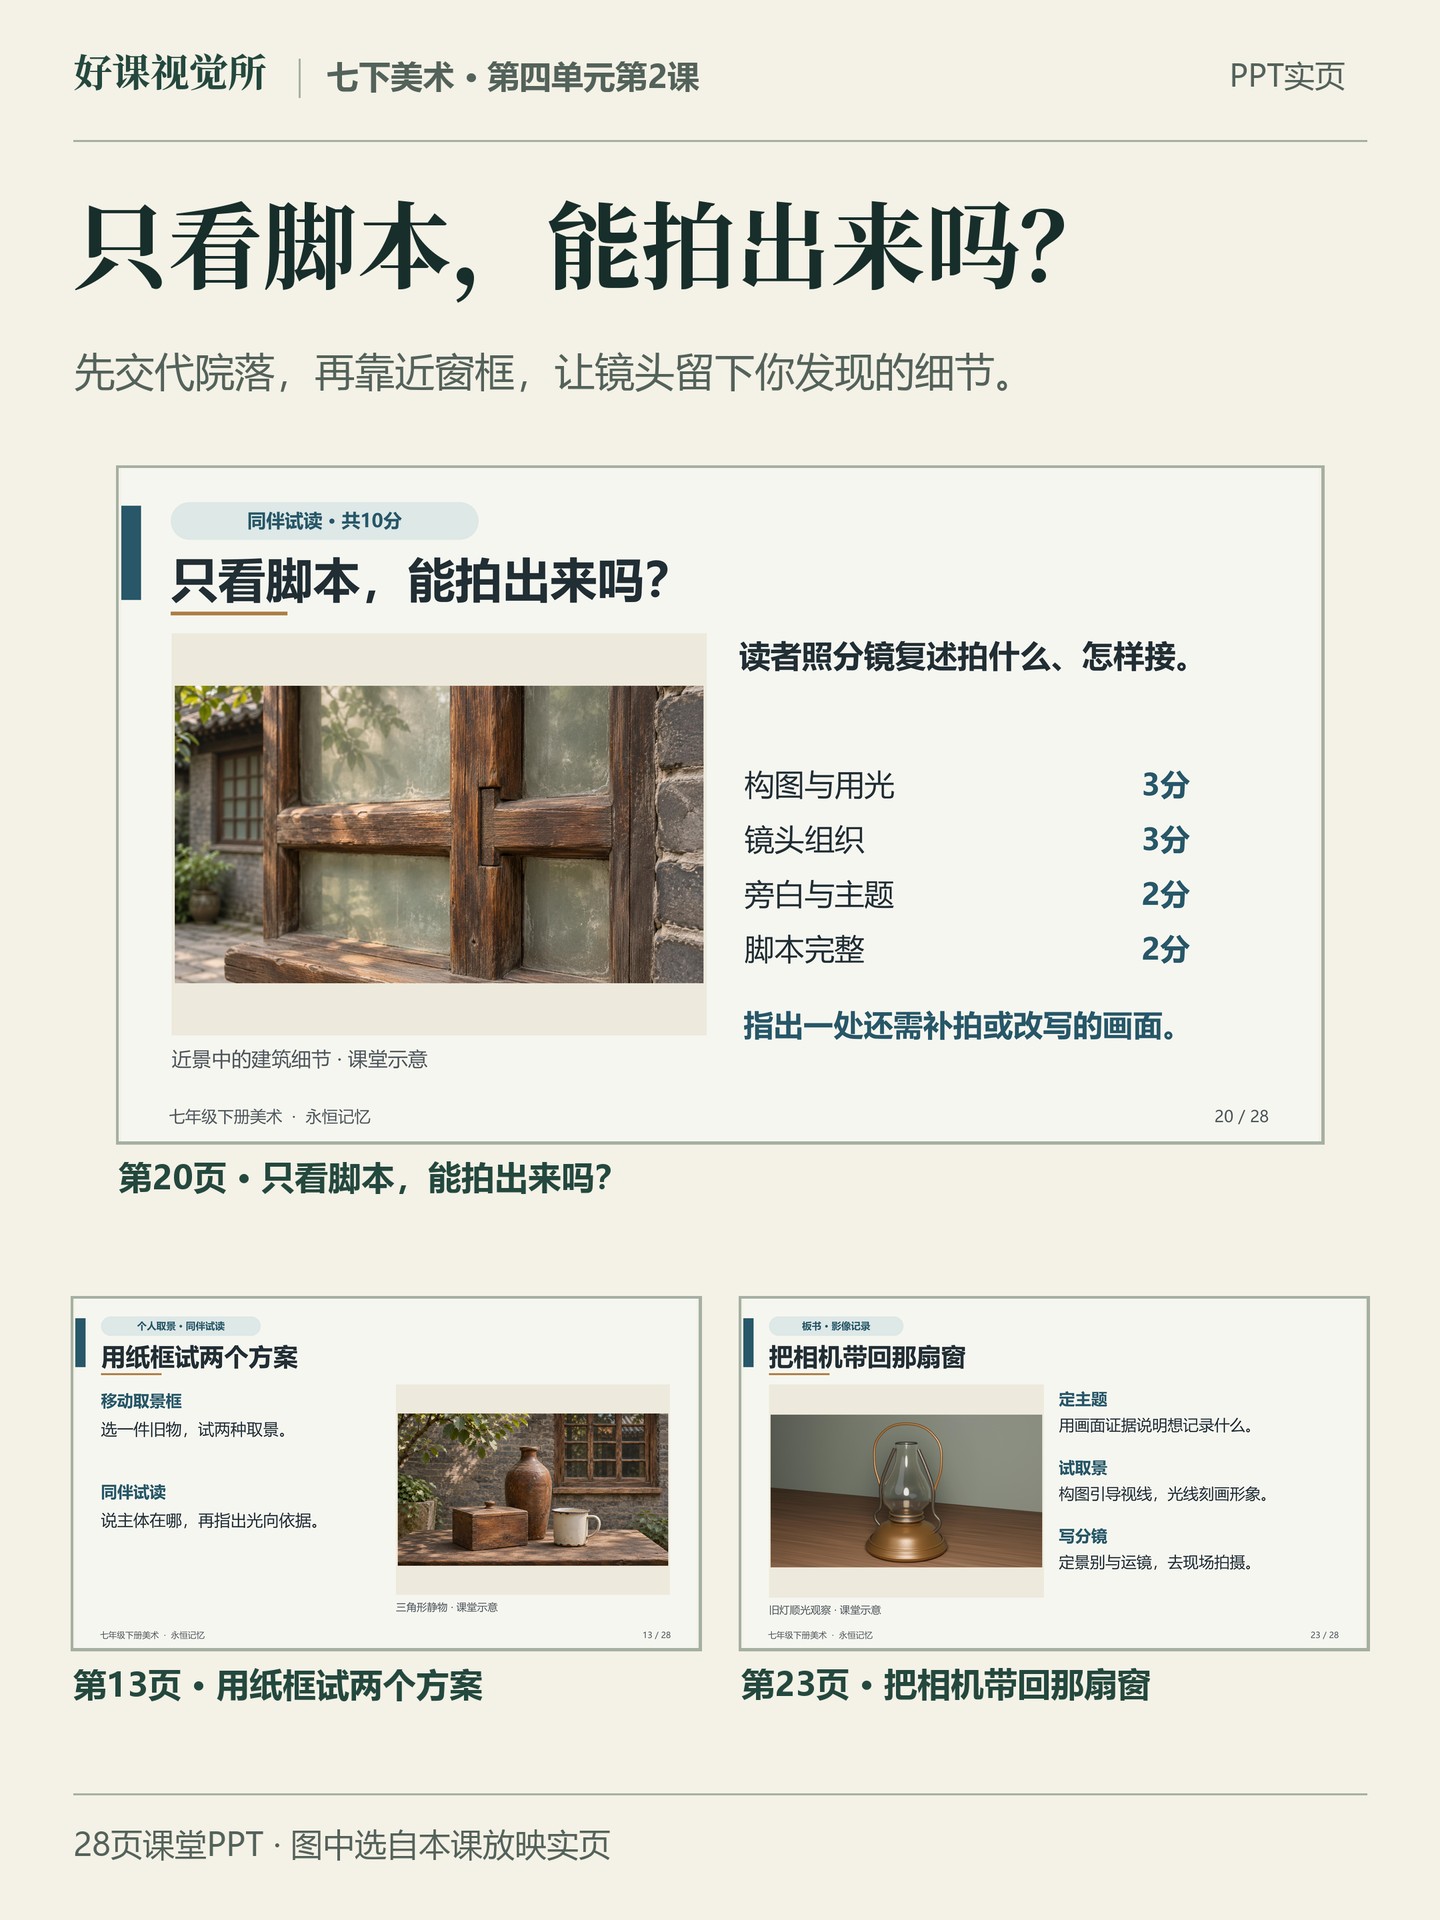 好课视觉所
七下美术·第四单元第2课
PPT实页
只看脚本，能拍出来吗？
先交代院落，再靠近窗框，让镜头留下你发现的细节。
同伴试读·共10分
只看脚本，能拍出来吗？
读者照分镜复述拍什么、怎样接。
构图与用光 3分
镜头组织 3分
旁白与主题 2分
脚本完整 2分
指出一处还需补拍或改写的画面。
近景中的建筑细节·课堂示意
七年级下册美术 · 永恒记忆
20 / 28
第20页·只看脚本，能拍出来吗？
个人取景·同伴试读
用纸框试两个方案
移动取景框
选一件旧物，试两种取景。
同伴试读
说主体在哪，再指出光向依据。
三角形静物·课堂示意
七年级下册美术 · 永恒记忆
13 / 28
第13页·用纸框试两个方案
板书·影像记录
把相机带回那扇窗
定主题
用画面证据说明想记录什么。
试取景
构图引导视线，光线刻画形象。
写分镜
定景别与运镜，去现场拍摄。
旧灯顺光观察·课堂示意
七年级下册美术 · 永恒记忆
23 / 28
第23页·把相机带回那扇窗
28页课堂PPT · 图中选自本课放映实页